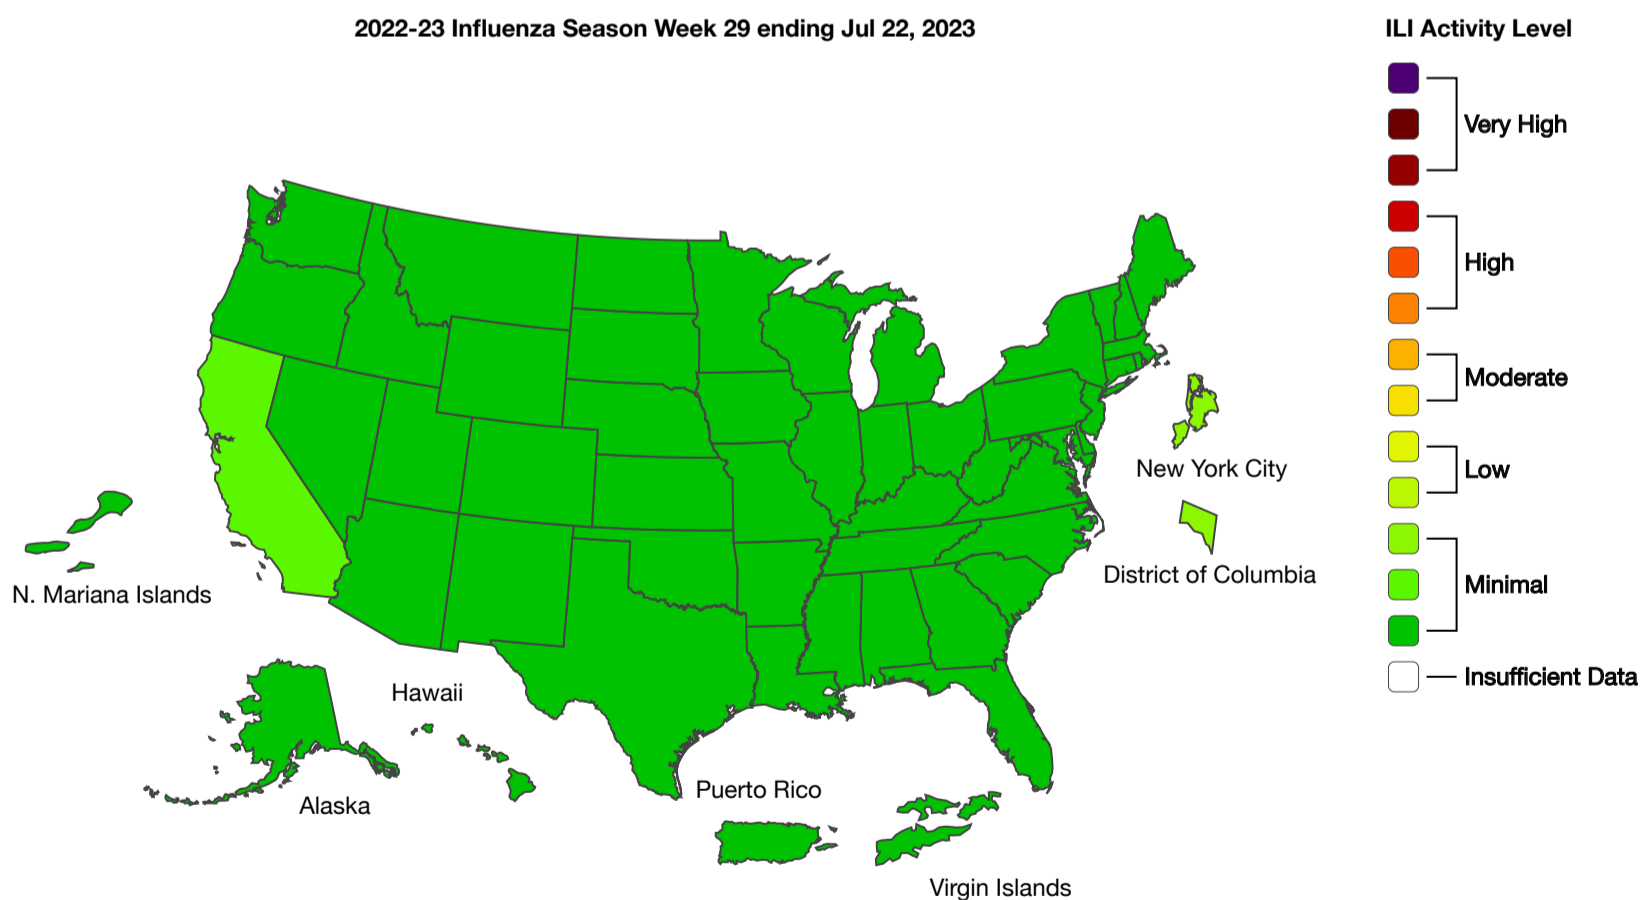 2022-23 Influenza Season Week 29 ending Jul 22, 2023
ILI Activity Level
Very High
High
Moderate
Low
Minimal
Insufficient Data
New York City
District of Columbia
N. Mariana Islands
Hawaii
Alaska
Puerto Rico
Virgin Islands